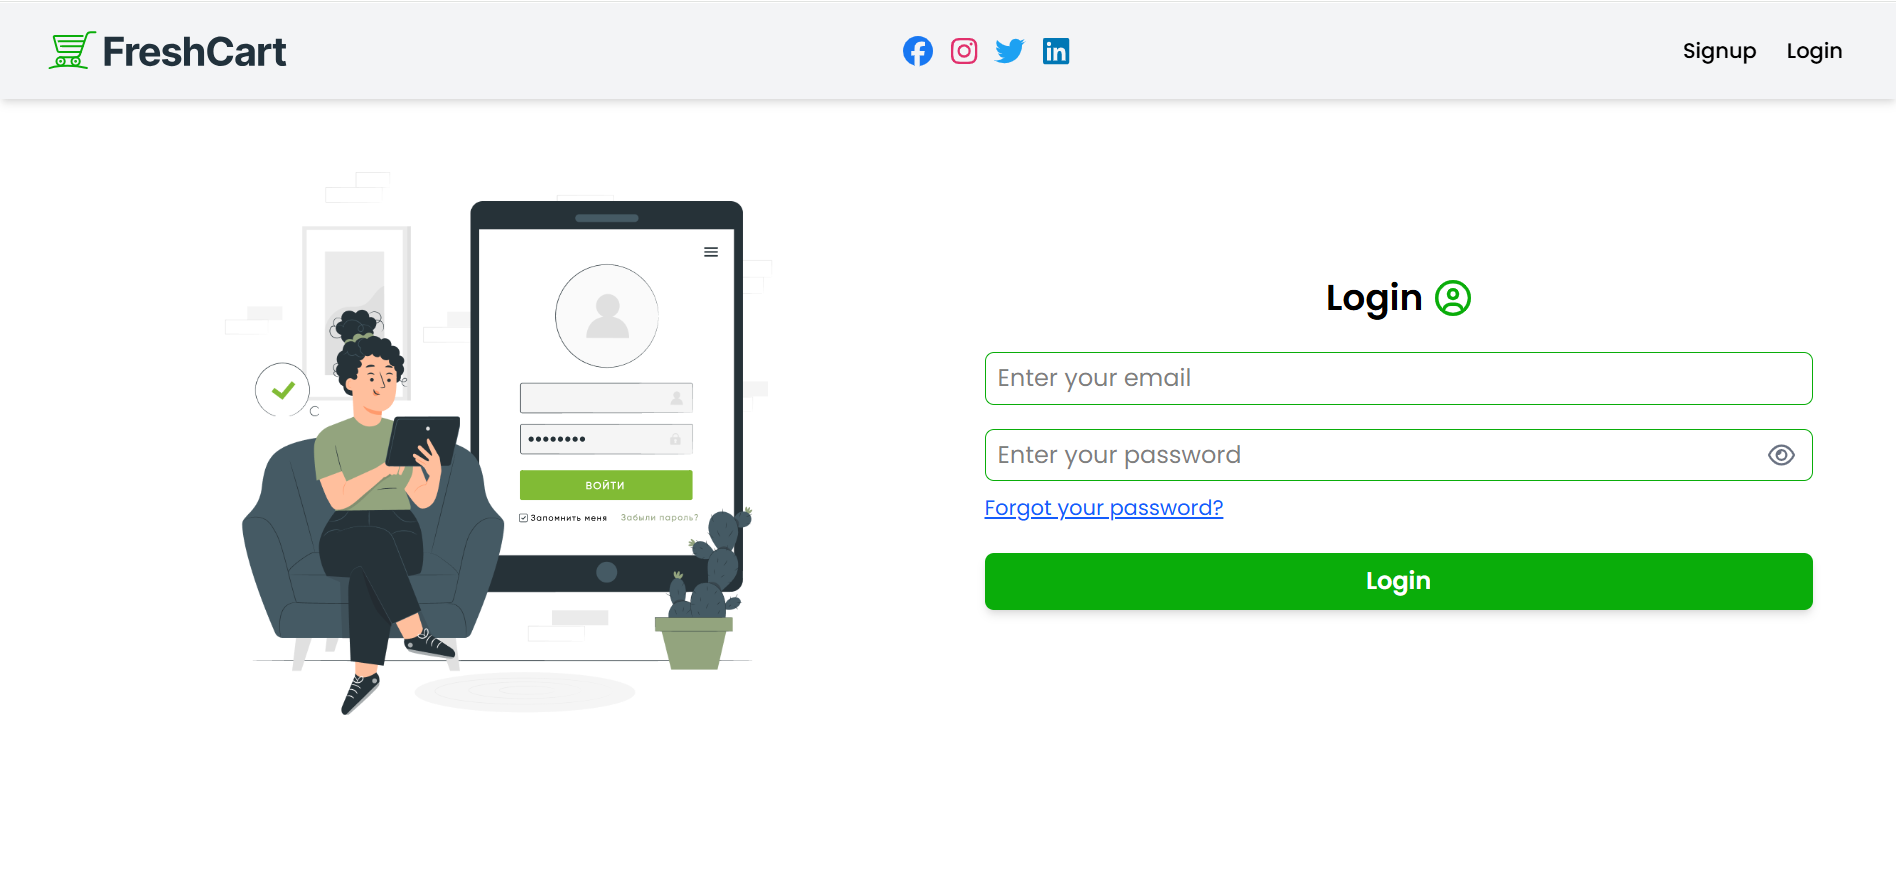 FreshCart
Signup
Login
••••••••
ВОЙТИ
Запомнить меня
Забыли пароль?
Login
Enter your email
Enter your password
Forgot your password?
Login